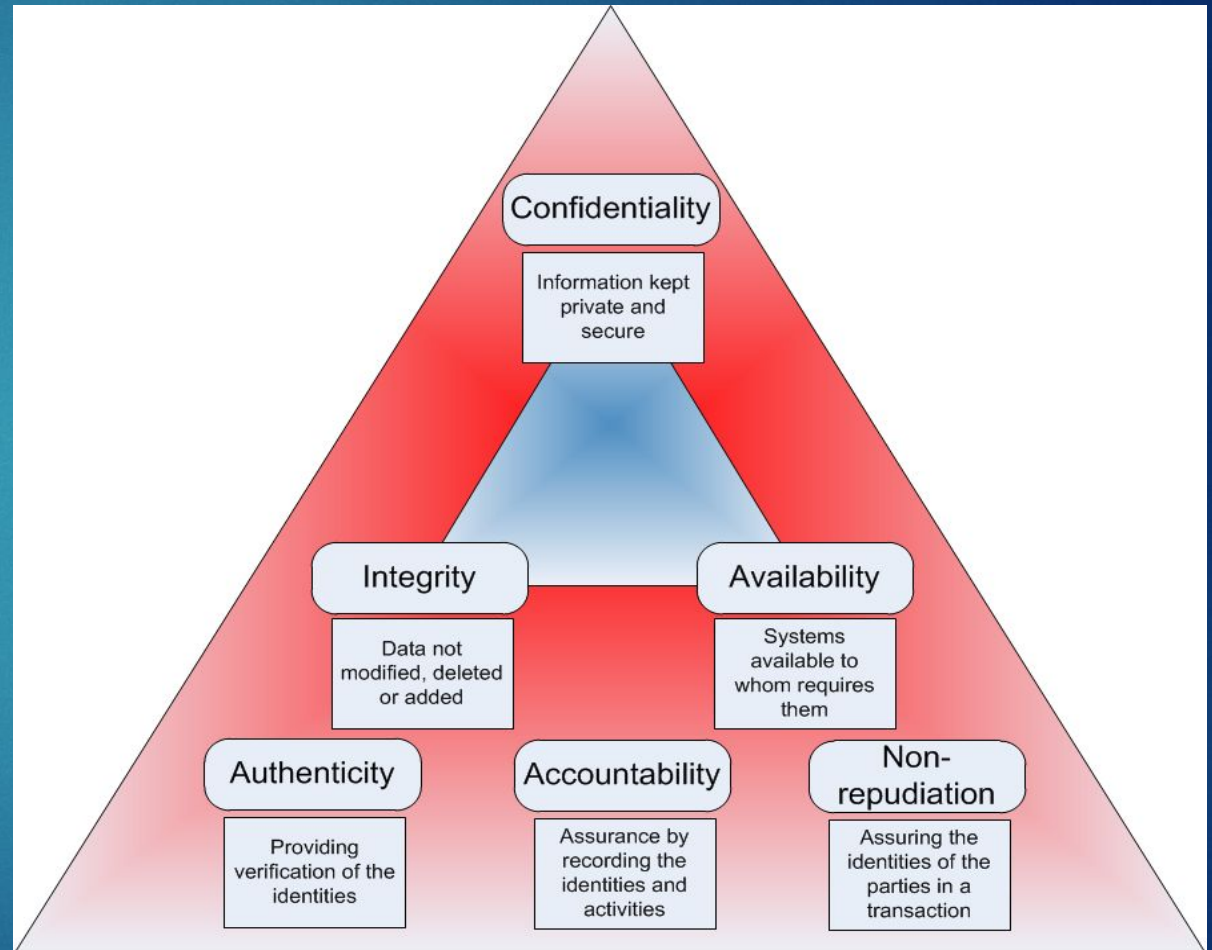 Confidentiality
Information kept
private and
secure
Integrity
Data not
modified, deleted
or added
Availability
Systems
available to
whom requires
them
Authenticity
Providing
verification of the
identities
Accountability
Assurance by
recording the
identities and
activities
Non-
repudiation
Assuring the
identities of the
parties in a
transaction